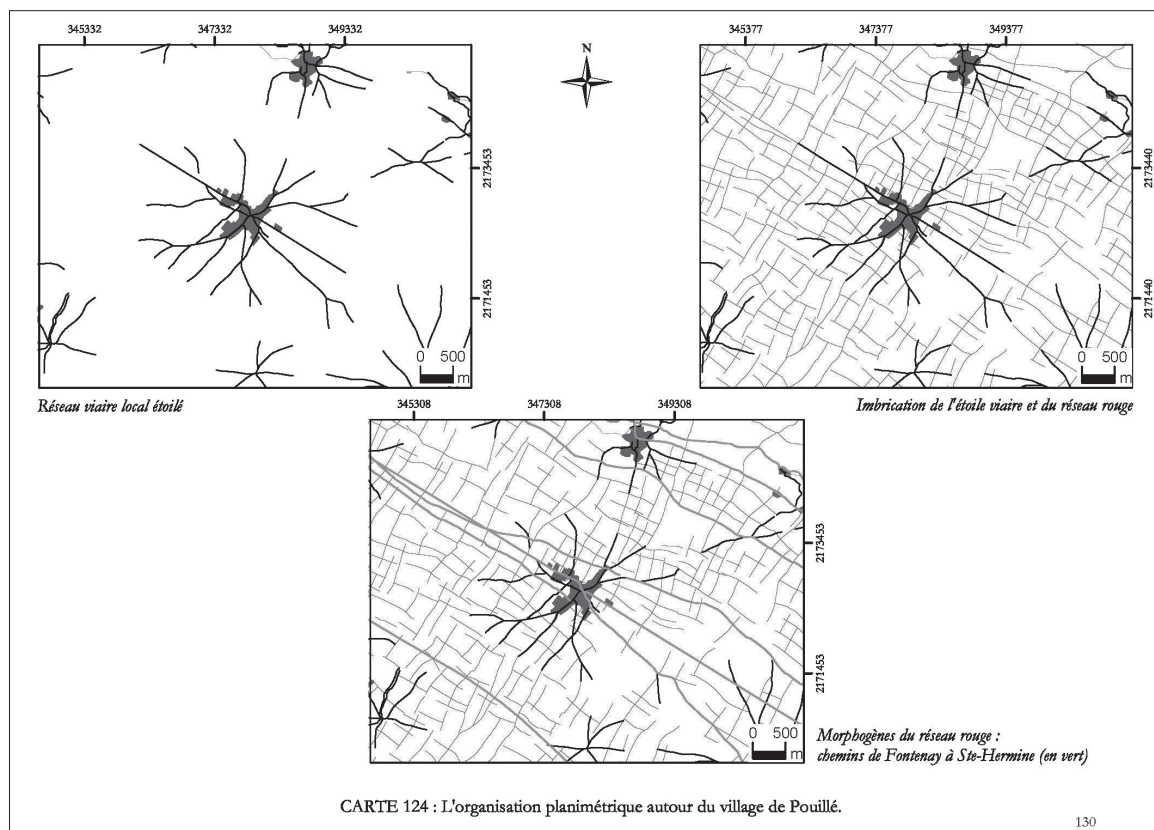 345332 347332 349332
N
345377 347377 349377
2173453
2171453
0 500
m
2173440
2171440
0 500
m
Réseau viaire local étoilé
Imbrication de l'étoile viaire et du réseau rouge
345308 347308 349308
2173453
2171453
0 500
m
Morphogènes du réseau rouge :
chemins de Fontenay à Ste-Hermine (en vert)
CARTE 124 : L'organisation planimétrique autour du village de Pouillé.
130